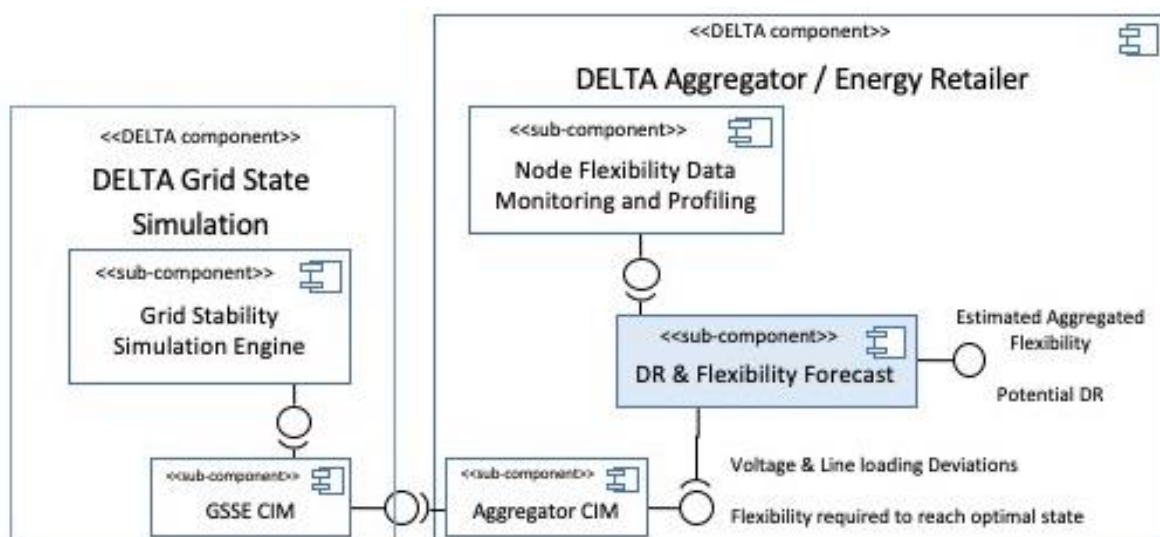 <<DELTA component>>
DELTA Aggregator / Energy Retailer
<<sub-component>>
Node Flexibility Data
Monitoring and Profiling
<<DELTA component>>
DELTA Grid State
Simulation
<<sub-component>>
Grid Stability
Simulation Engine
<<sub-component>>
DR & Flexibility Forecast
Estimated Aggregated
Flexibility
Potential DR
<<sub-component>>
GSSE CIM
<<sub-component>>
Aggregator CIM
Voltage & Line loading Deviations
Flexibility required to reach optimal state